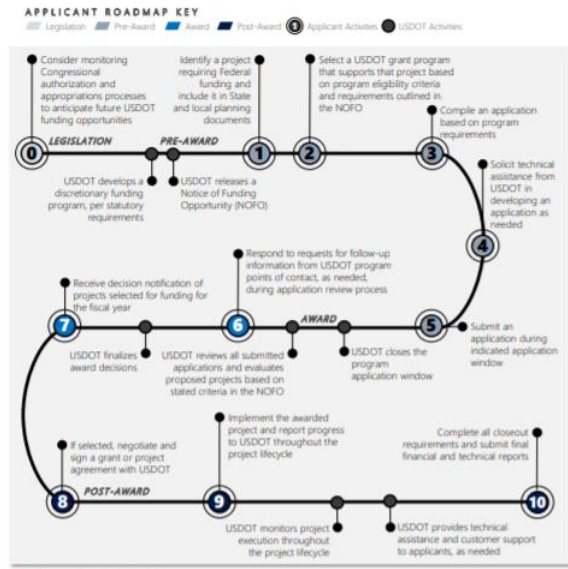 APPLICANT ROADMAP KEY
Legislation Pre-Award Award Post-Award 1 Applicant Activities USDOT Activities
Consider monitoring
Congressional
authorization and
appropriations processes
to anticipate future USDOT
funding opportunities
Identify a project
requiring Federal
funding and
include it in State
and local planning
documents
Select a USDOT grant program
that supports that project based
on program eligibility criteria
and requirements outlined in
the NOFO
Compile an application
based on program
requirements
0
LEGISLATION
PRE-AWARD
1
2
3
USDOT develops a
discretionary funding
program, per statutory
requirements
USDOT releases a
Notice of Funding
Opportunity (NOFO)
Solicit technical
assistance from
USDOT in
developing an
application as
needed
4
Receive decision notification of
projects selected for funding for
the fiscal year
Respond to requests for follow-up
information from USDOT program
points of contact, as needed,
during application review process
7
6
AWARD
5
USDOT finalizes
award decisions
USDOT reviews all submitted
applications and evaluates
proposed projects based on
stated criteria in the NOFO
USDOT closes the
program
application window
Submit an
application during
indicated application
window
If selected, negotiate and
sign a grant or project
agreement with USDOT
Implement the awarded
project and report progress
to USDOT throughout the
project lifecycle
Complete all closeout
requirements and submit final
financial and technical reports
8
POST-AWARD
9
10
USDOT monitors project
execution throughout
the project lifecycle
USDOT provides technical
assistance and customer support
to applicants, as needed